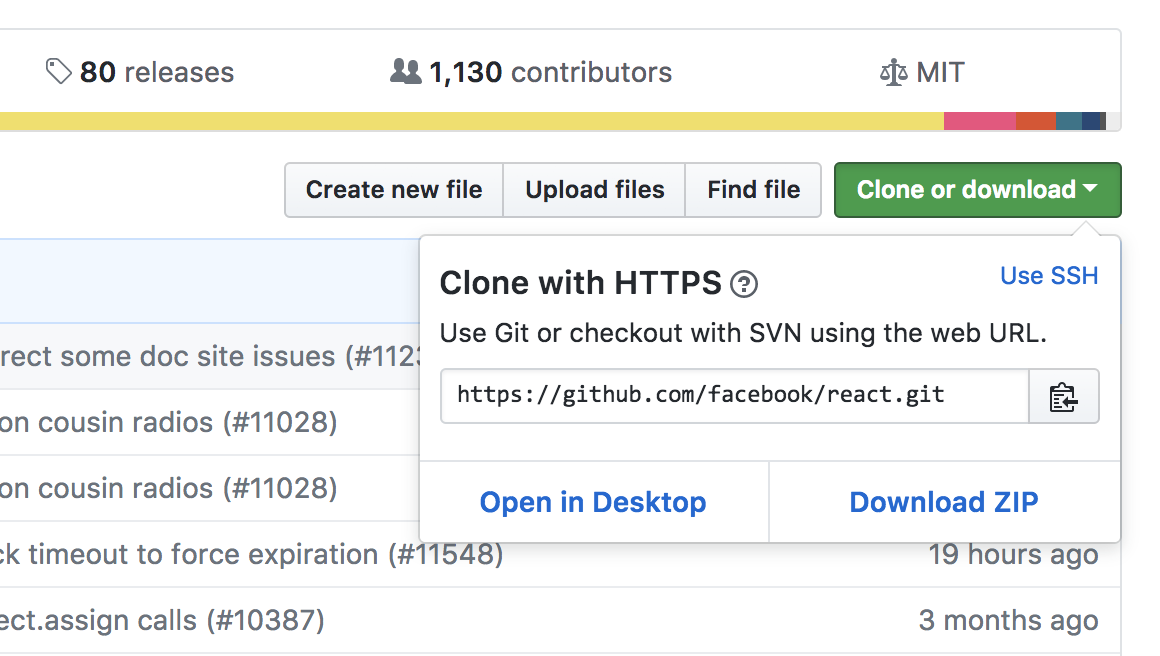 80 releases
1,130 contributors
MIT
Create new file
Upload files
Find file
Clone or download
Clone with HTTPS
Use SSH
Use Git or checkout with SVN using the web URL.
https://github.com/facebook/react.git
Open in Desktop
Download ZIP
rect some doc site issues (#112
on cousin radios (#11028)
on cousin radios (#11028)
ck timeout to force expiration (#11548)
19 hours ago
ect.assign calls (#10387)
3 months ago